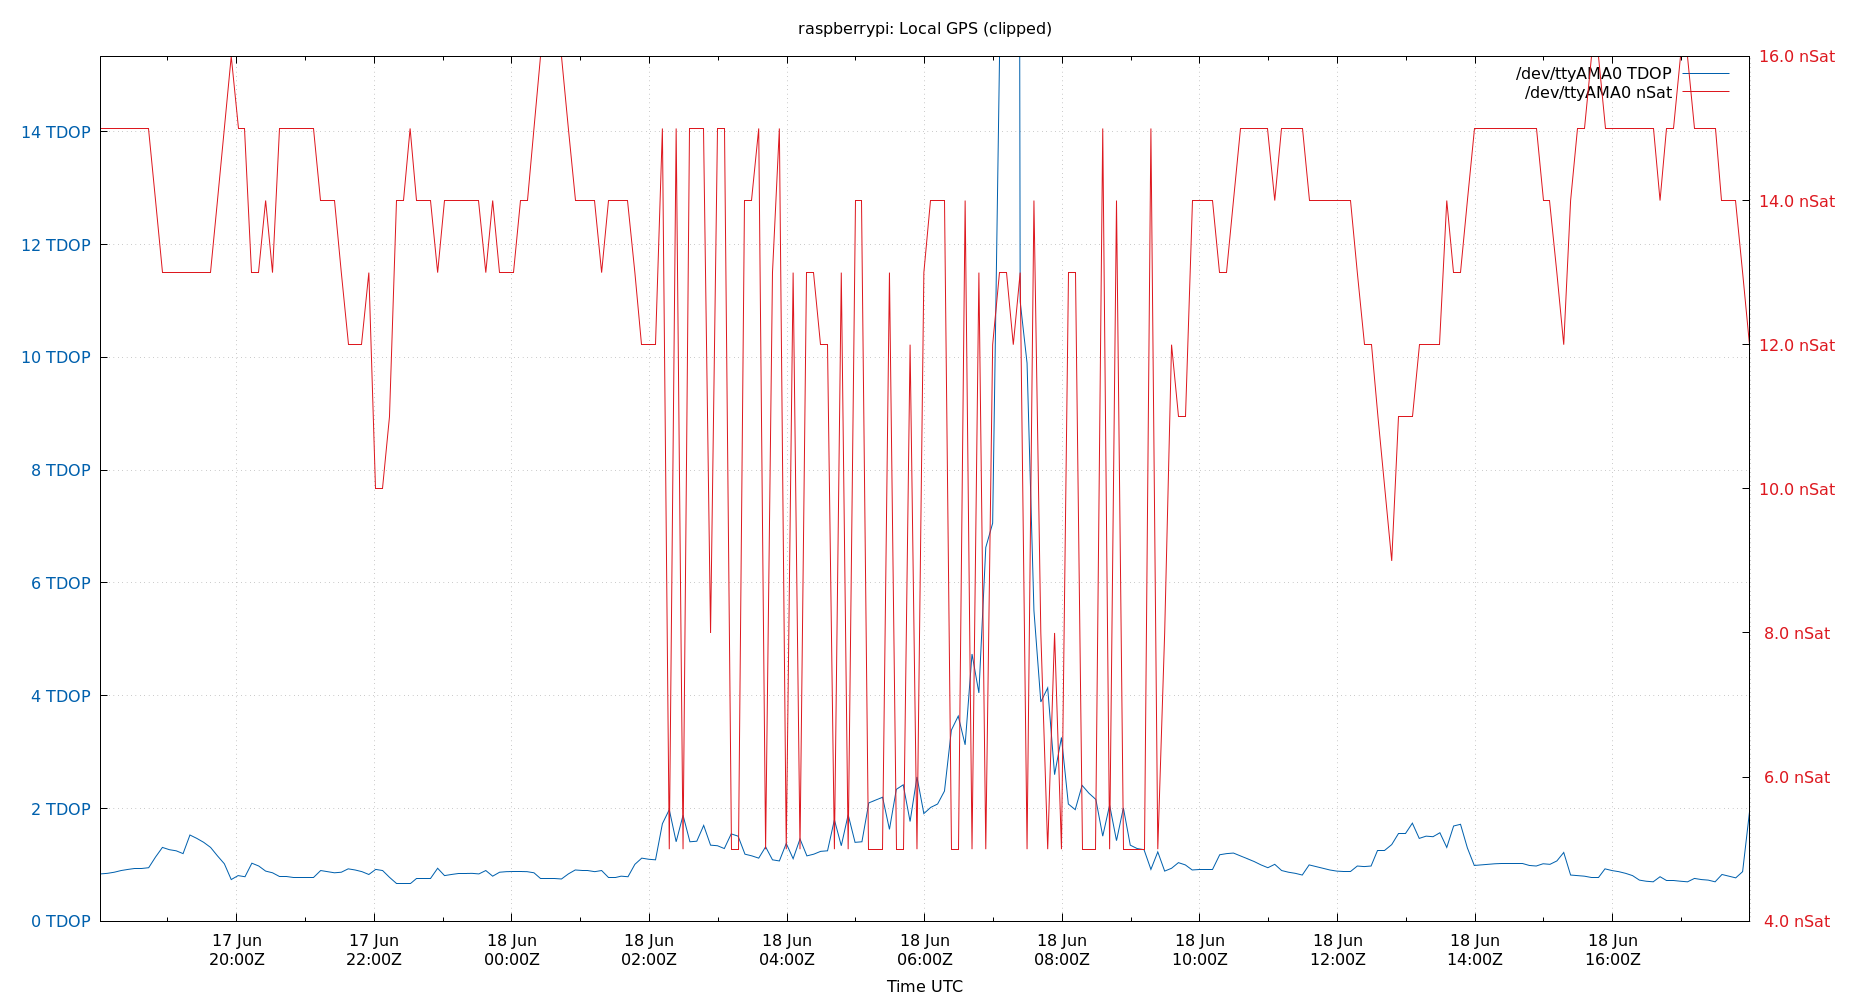 raspberrypi: Local GPS (clipped)
16.0 nSat
/dev/ttyAMA0 TDOP
/dev/ttyAMA0 nSat
14 TDOP
14.0 nSat
12 TDOP
12.0 nSat
10 TDOP
10.0 nSat
8 TDOP
8.0 nSat
6 TDOP
6.0 nSat
4 TDOP
2 TDOP
0 TDOP
4.0 nSat
17 Jun 17 Jun 18 Jun 18 Jun 18 Jun 18 Jun 18 Jun 18 Jun 18 Jun 18 Jun 18 Jun
20:00Z 22:00Z 00:00Z 02:00Z 04:00Z 06:00Z 08:00Z 10:00Z 12:00Z 14:00Z 16:00Z
Time UTC